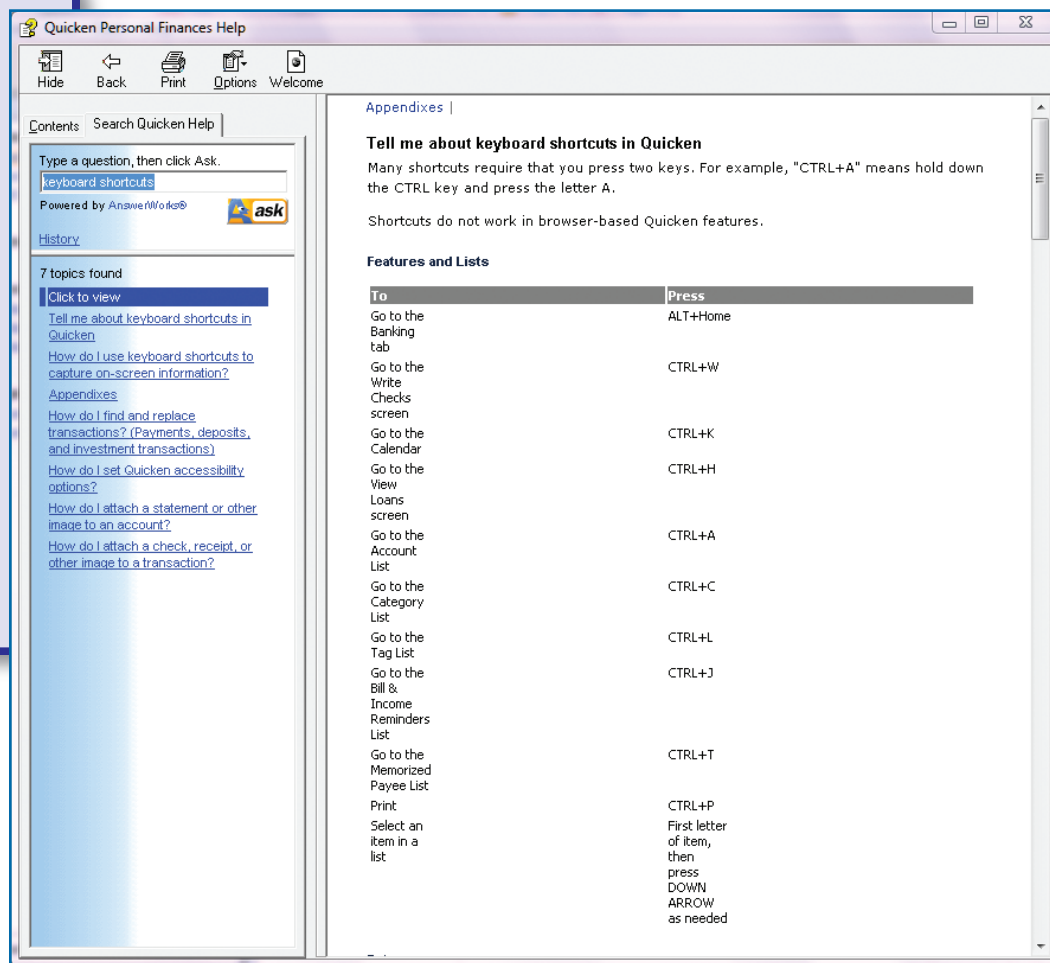 Quicken Personal Finances Help
Hide Back Print Options Welcome
Contents Search Quicken Help
Type a question, then click Ask.
keyboard shortcuts
Powered by AnswerWorks®
ask
History
7 topics found
Click to view
Tell me about keyboard shortcuts in
Quicken
How do I use keyboard shortcuts to
capture on-screen information?
Appendixes
How do I find and replace
transactions? (Payments, deposits,
and investment transactions)
How do I set Quicken accessibility
options?
How do I attach a statement or other
image to an account?
How do I attach a check, receipt, or
other image to a transaction?
Appendixes |
Tell me about keyboard shortcuts in Quicken
Many shortcuts require that you press two keys. For example, "CTRL+A" means hold down
the CTRL key and press the letter A.
Shortcuts do not work in browser-based Quicken features.
Features and Lists
To Press
Go to the ALT+Home
Banking
tab
Go to the CTRL+W
Write
Checks
screen
Go to the CTRL+K
Calendar
Go to the CTRL+H
View
Loans
screen
Go to the CTRL+A
Account
List
Go to the CTRL+C
Category
List
Go to the CTRL+L
Tag List
Go to the CTRL+J
Bill &
Income
Reminders
List
Go to the CTRL+T
Memorized
Payee List
Print CTRL+P
Select an First letter
item in a of item,
list then
press
DOWN
ARROW
as needed